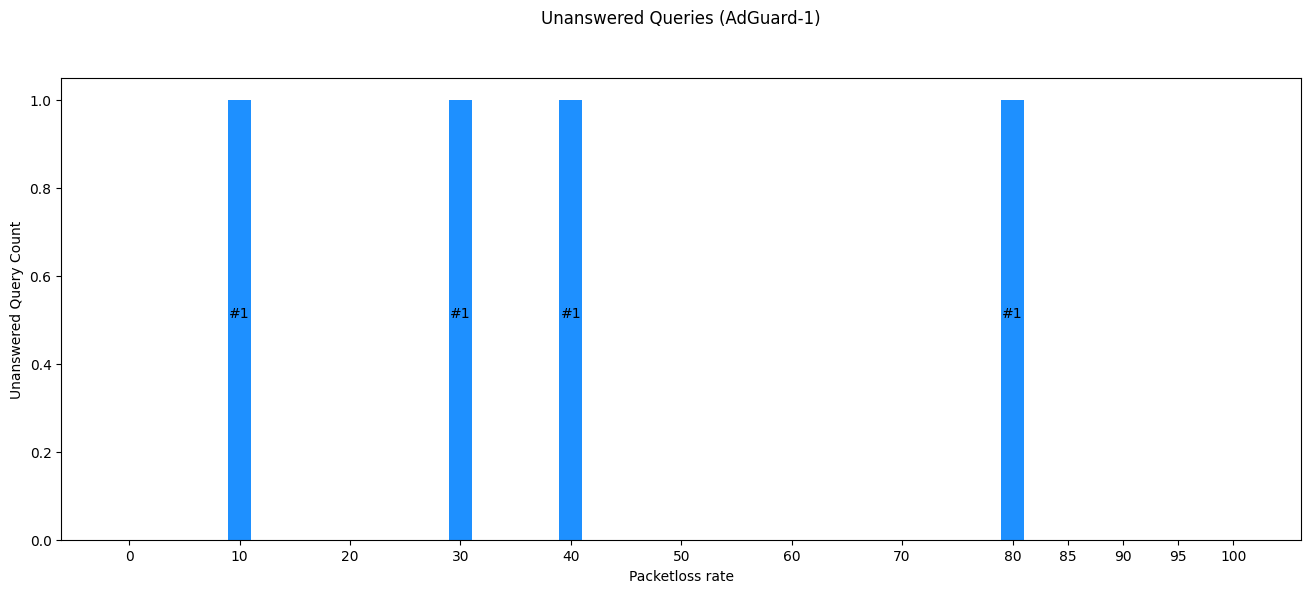 Unanswered Queries (AdGuard-1)
Unanswered Query Count
1.0
0.8
0.6
0.4
0.2
0.0
#1 #1 #1 #1
0 10 20 30 40 50 60 70 80 85 90 95 100
Packetloss rate